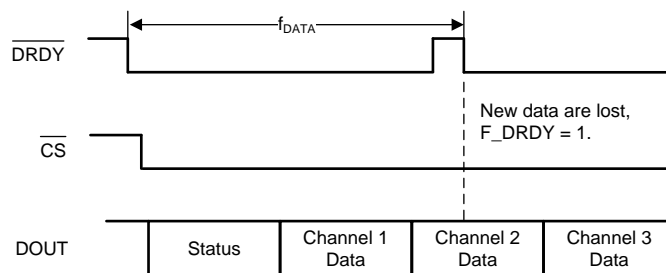 fDATA
DRDY
New data are lost,
F_DRDY = 1.
CS
DOUT
Status
Channel 1
Data
Channel 2
Data
Channel 3
Data